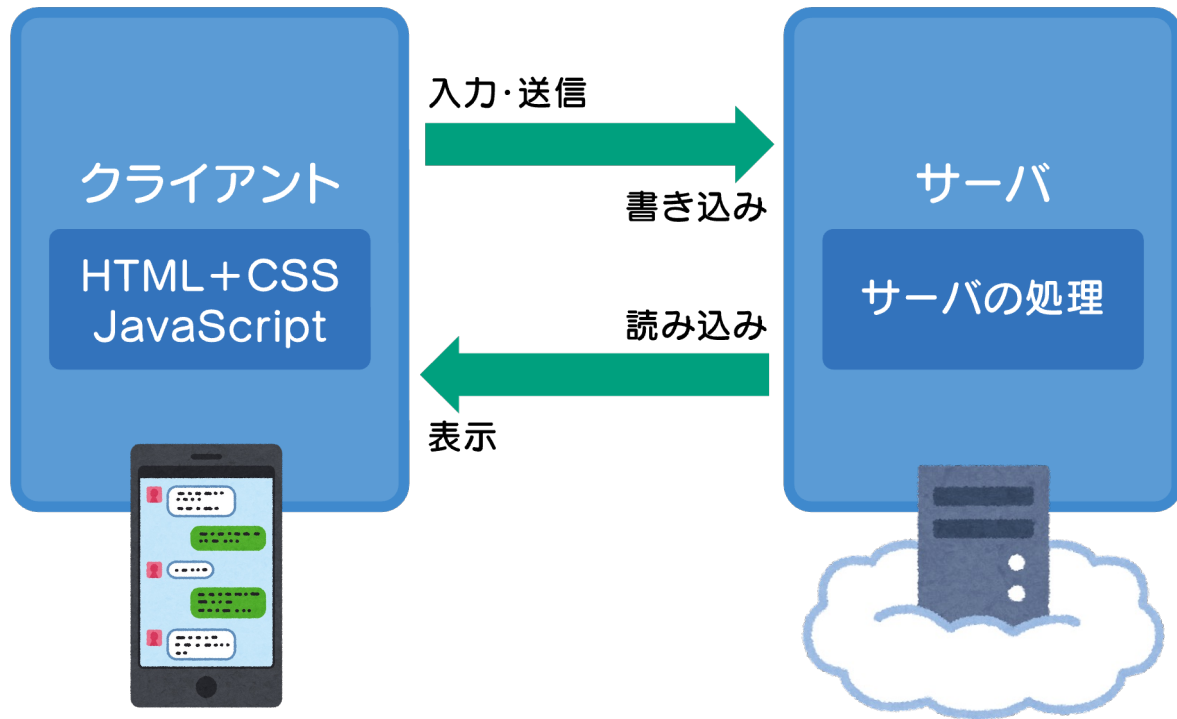 クライアント
HTML＋CSS
JavaScript
入力・送信
書き込み
読み込み
表示
サーバ
サーバの処理